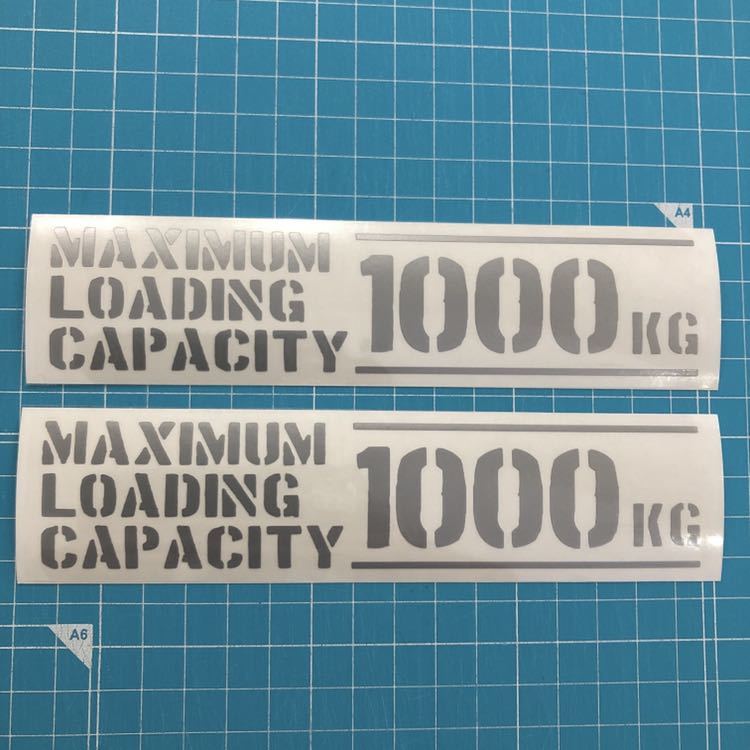 A4
MAXIMUM
LOADING
CAPACITY
1000 KG
MAXIMUM
LOADING
CAPACITY
1000 KG
A6